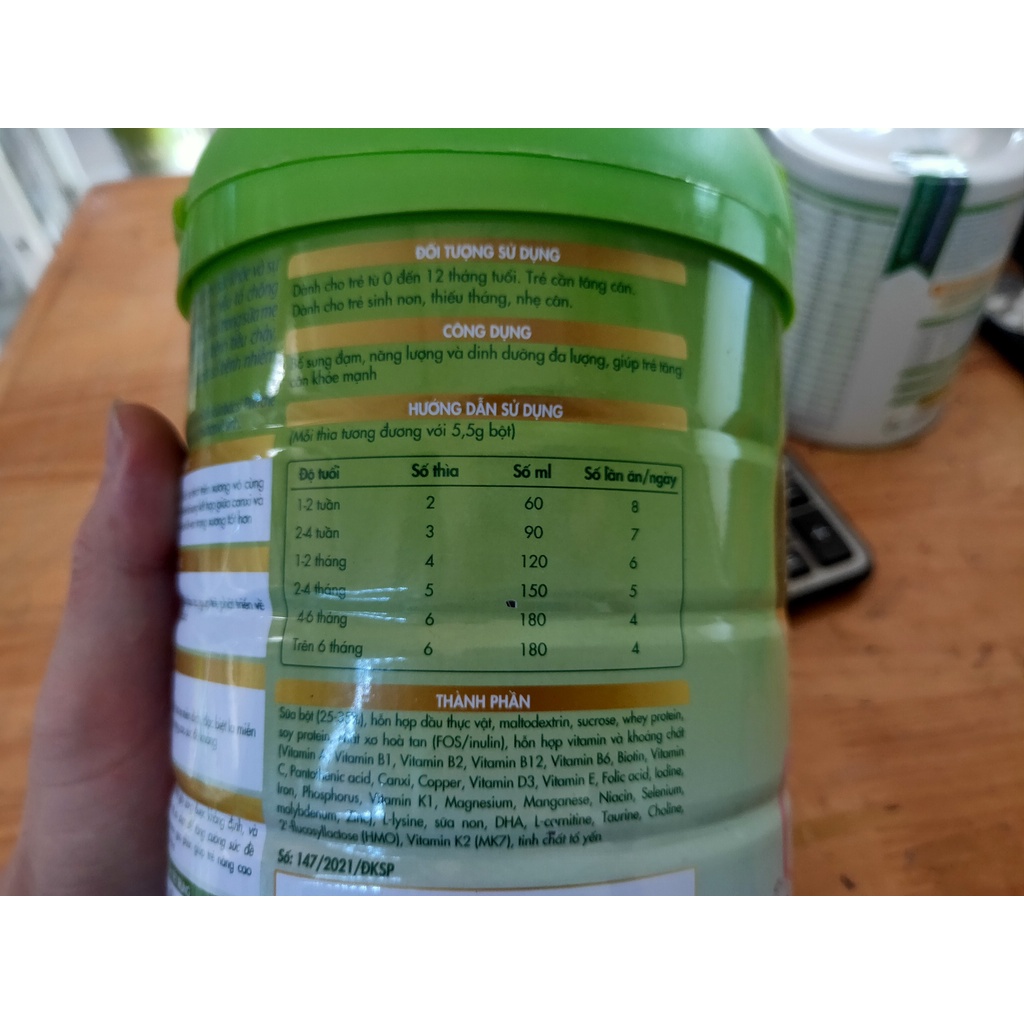 ĐỐI TƯỢNG SỬ DỤNG
Dành cho trẻ từ 0 đến 12 tháng tuổi. Trẻ cần tăng cân.
Dành cho trẻ sinh non, thiếu tháng, nhẹ cân.
CÔNG DỤNG
Bổ sung đạm, năng lượng và dinh dưỡng đa lượng, giúp trẻ tăng
cân khỏe mạnh
HƯỚNG DẪN SỬ DỤNG
(Mỗi thìa tương đương với 5,5g bột)
Độ tuổi Số thìa Số ml Số lần ăn/ngày
1-2 tuần 2 60 8
2-4 tuần 3 90 7
1-2 tháng 4 120 6
2-4 tháng 5 150 5
4-6 tháng 6 180 4
Trên 6 tháng 6 180 4
THÀNH PHẦN
Sữa bột hỗn hợp dầu thực vật, maltodextrin, sucrose, whey protein,
soy protein, chất xơ hoà tan (FOS/inulin), hỗn hợp vitamin và khoáng chất
(Vitamin A, Vitamin B1, Vitamin B2, Vitamin B12, Vitamin B6, Biotin, Vitamin
C, Pantothenic acid, Canxi, Copper, Vitamin D3, Vitamin E, Folic acid, Iodine,
Iron, Phosphorus, Vitamin K1, Magnesium, Manganese, Niacin, Selenium,
molybdenum, Zinc), L-lysine, sữa non, DHA, L-carnitine, Taurine, Choline,
2'-fucosyllactose (HMO), Vitamin K2 (MK7), tinh chất tổ yến
Số: 147/2021/ĐKSP